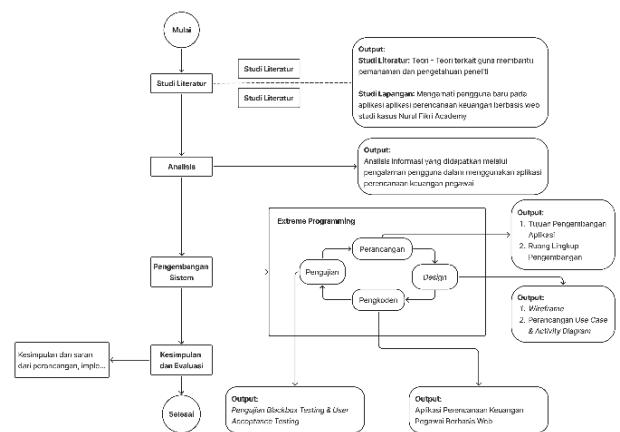 Mulai
Studi Literatur
Studi Literatur
Studi Literatur
Output:
Studi Literatur: Teori - Teori terkait guna membantu
pemanaman dan pengetahuan peneliti
Studi Lapangan: Mengamati pengguna baru pada
aplikasi aplikasi perencanaan keuangan berbasis web
studi kasus Nurul Fikri Academy
Analisis
Output:
Analisis informasi yang didapatkan melalui
pengalaman pengguna dalam menggunakan aplikasi
perencanaan keuangan pegawai
Extreme Programming
Perancangan
Pengujian
Design
Pengkodean
Output:
1. Tujuan Pengembangan
Aplikasi
2. Ruang Lingkup
Pengembangan
Pengembangan
Sistem
Output:
1. Wireframe
2. Perancangan Use Case
& Activity Diagram
Kesimpulan dan saran
dari perancangan, imple...
Kesimpulan
dan Evaluasi
Selesai
Output:
Pengujian Blackbox Testing & User
Acceptance Testing
Output:
Aplikasi Perencanaan Keuangan
Pegawai Berbasis Web